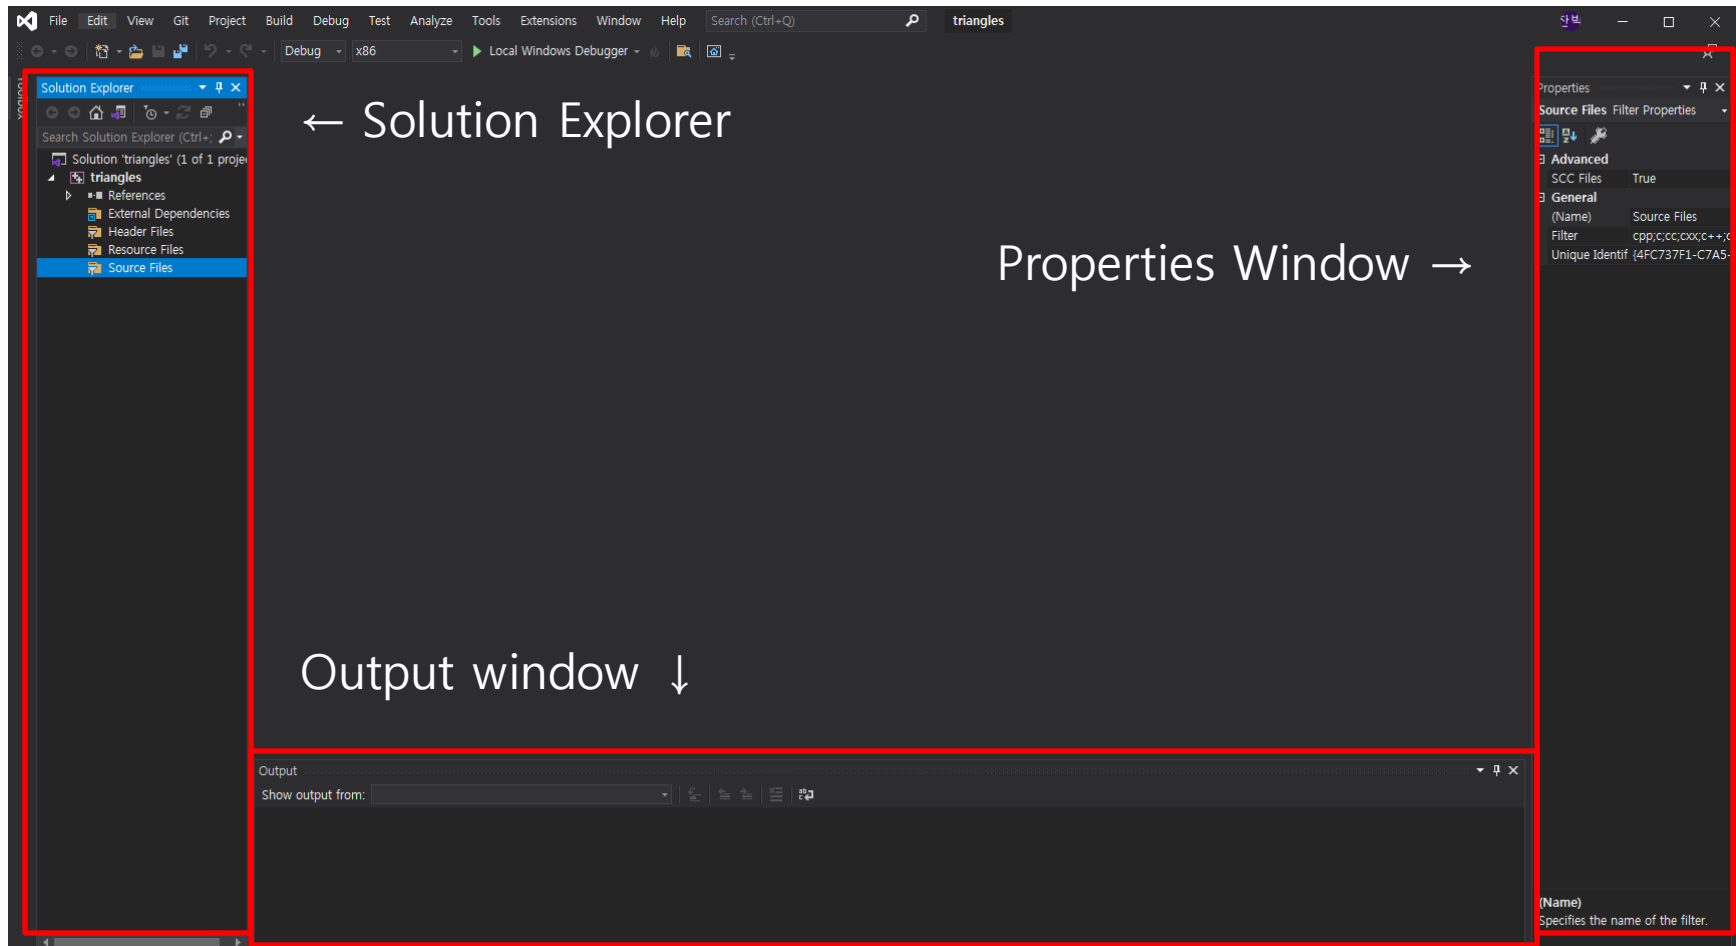 File Edit View Git Project Build Debug Test Analyze Tools Extensions Window Help Search (Ctrl+Q) triangles 단빈
Debug x86 Local Windows Debugger
Solution Explorer
Search Solution Explorer (Ctrl+;
Solution 'triangles' (1 of 1 proje
triangles
References
External Dependencies
Header Files
Resource Files
Source Files
← Solution Explorer
Properties Window →
Output window ↓
Output
Show output from:
Properties
Source Files Filter Properties
Advanced
SCC Files True
General
(Name) Source Files
Filter cpp;c;cc;cxx;c++;c
Unique Identif {4FC737F1-C7A5-
(Name)
Specifies the name of the filter.